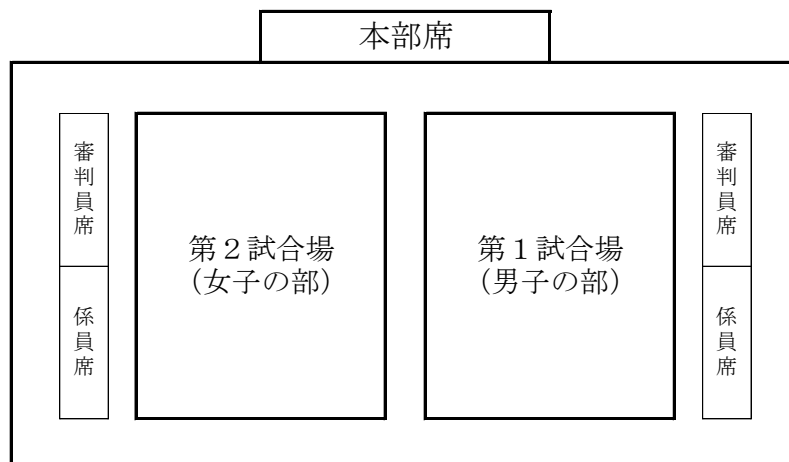 本部席
審判員席
係員席
第２試合場
（女子の部）
第１試合場
（男子の部）
審判員席
係員席